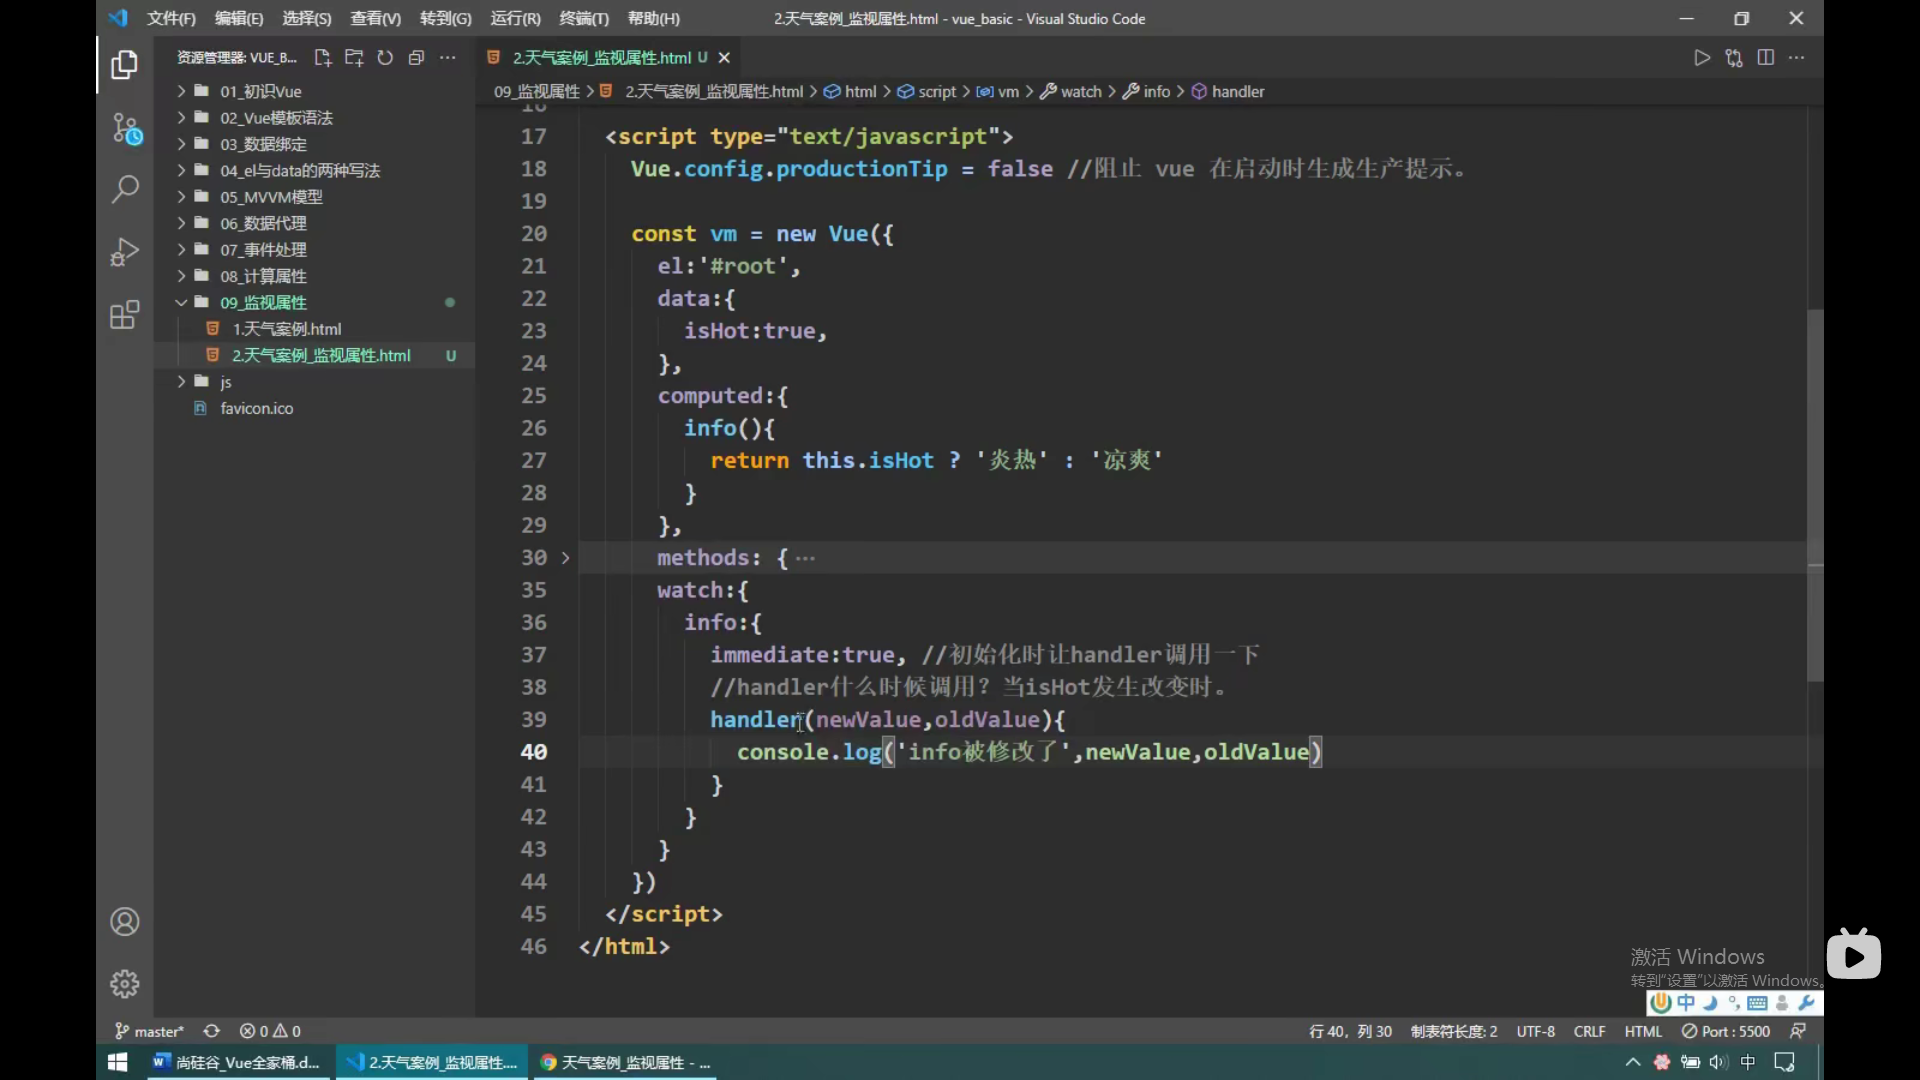 文件(F) 编辑(E) 选择(S) 查看(V) 转到(G) 运行(R) 终端(T) 帮助(H) 2.天气案例_监视属性.html - vue_basic - Visual Studio Code
资源管理器: VUE_B...
01_初识Vue
02_Vue模板语法
03_数据绑定
04_el与data的两种写法
05_MVVM模型
06_数据代理
07_事件处理
08_计算属性
09_监视属性
1.天气案例.html
2.天气案例_监视属性.html U
js
favicon.ico
2.天气案例_监视属性.html U
09_监视属性 > 2.天气案例_监视属性.html > html > script > vm > watch > info > handler
16
17 <script type="text/javascript">
18 Vue.config.productionTip = false //阻止 vue 在启动时生成生产提示。
19
20 const vm = new Vue({
21 el:'#root',
22 data:{
23 isHot:true,
24 },
25 computed:{
26 info(){
27 return this.isHot ? '炎热' : '凉爽'
28 }
29 },
30 methods: {···
35 watch:{
36 info:{
37 immediate:true, //初始化时让handler调用一下
38 //handler什么时候调用？当isHot发生改变时。
39 handler(newValue,oldValue){
40 console.log('info被修改了',newValue,oldValue)
41 }
42 }
43 }
44 })
45 </script>
46 </html>
激活 Windows
转到"设置"以激活 Windows。
中
master* 0 0 行 40，列 30 制表符长度: 2 UTF-8 CRLF HTML Port : 5500
尚硅谷_Vue全家桶.d... 2.天气案例_监视属性.... 天气案例_监视属性 - ... 中